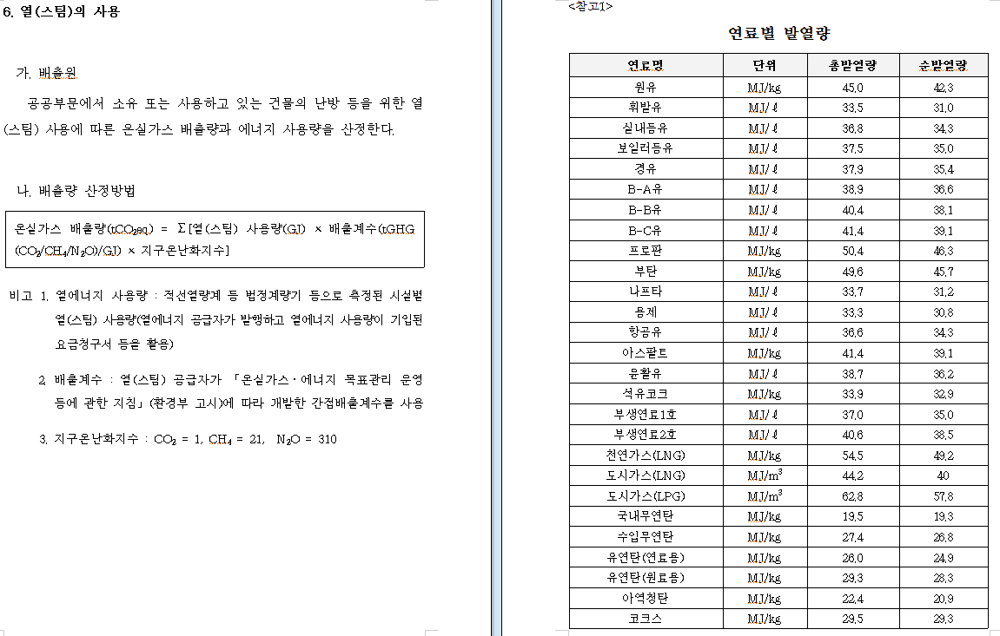 6. 열(스팀)의 사용
가. 배출원
공공부문에서 소유 또는 사용하고 있는 건물의 난방 등을 위한 열
(스팀) 사용에 따른 온실가스 배출량과 에너지 사용량을 산정한다.
나. 배출량 산정방법
온실가스 배출량(tCO₂eq) = Σ[열(스팀) 사용량(GJ) × 배출계수(tGHG
(CO₂/CH₄/N₂O)/GJ) × 지구온난화지수]
비고 1. 열에너지 사용량 : 적선열량계 등 법정계량기 등으로 측정된 시설별
열(스팀) 사용량(열에너지 공급자가 발행하고 열에너지 사용량이 기입된
요금청구서 등을 활용)
2. 배출계수 : 열(스팀) 공급자가 「온실가스·에너지 목표관리 운영
등에 관한 지침」(환경부 고시)에 따라 개발한 간접배출계수를 사용
3. 지구온난화지수 : CO₂ = 1, CH₄ = 21, N₂O = 310
<참고1>
연료별 발열량
연료명 단위 총발열량 순발열량
원유 MJ/kg 45.0 42.3
휘발유 MJ/ℓ 33.5 31.0
실내등유 MJ/ℓ 36.8 34.3
보일러등유 MJ/ℓ 37.5 35.0
경유 MJ/ℓ 37.9 35.4
B-A유 MJ/ℓ 38.9 36.6
B-B유 MJ/ℓ 40.4 38.1
B-C유 MJ/ℓ 41.4 39.1
프로판 MJ/kg 50.4 46.3
부탄 MJ/kg 49.6 45.7
나프타 MJ/ℓ 33.7 31.2
용제 MJ/ℓ 33.3 30.8
항공유 MJ/ℓ 36.6 34.3
아스팔트 MJ/kg 41.4 39.1
윤활유 MJ/ℓ 38.7 36.2
석유코크 MJ/kg 33.9 32.9
부생연료1호 MJ/ℓ 37.0 35.0
부생연료2호 MJ/ℓ 40.6 38.5
천연가스(LNG) MJ/kg 54.5 49.2
도시가스(LNG) MJ/m³ 44.2 40
도시가스(LPG) MJ/m³ 62.8 57.8
국내무연탄 MJ/kg 19.5 19.3
수입무연탄 MJ/kg 27.4 26.8
유연탄(연료용) MJ/kg 26.0 24.9
유연탄(원료용) MJ/kg 29.3 28.3
아역청탄 MJ/kg 22.4 20.9
코크스 MJ/kg 29.5 29.3